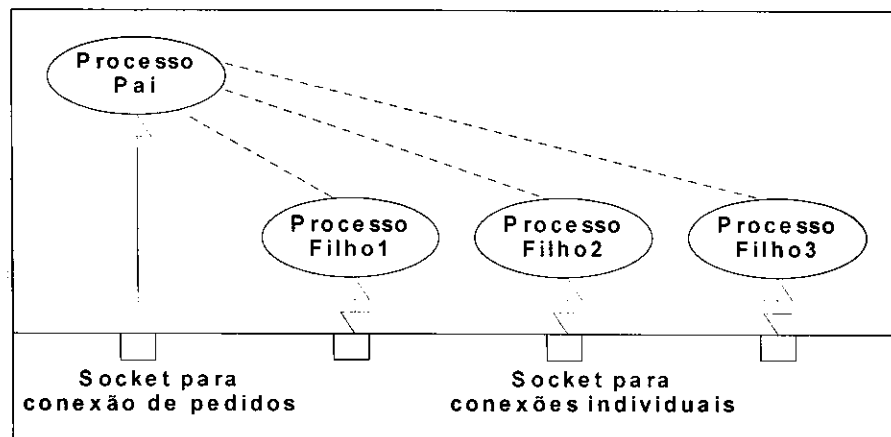 Processo
Pai
Processo
Filho1
Processo
Filho2
Processo
Filho3
Socket para
conexão de pedidos
Socket para
conexões individuais